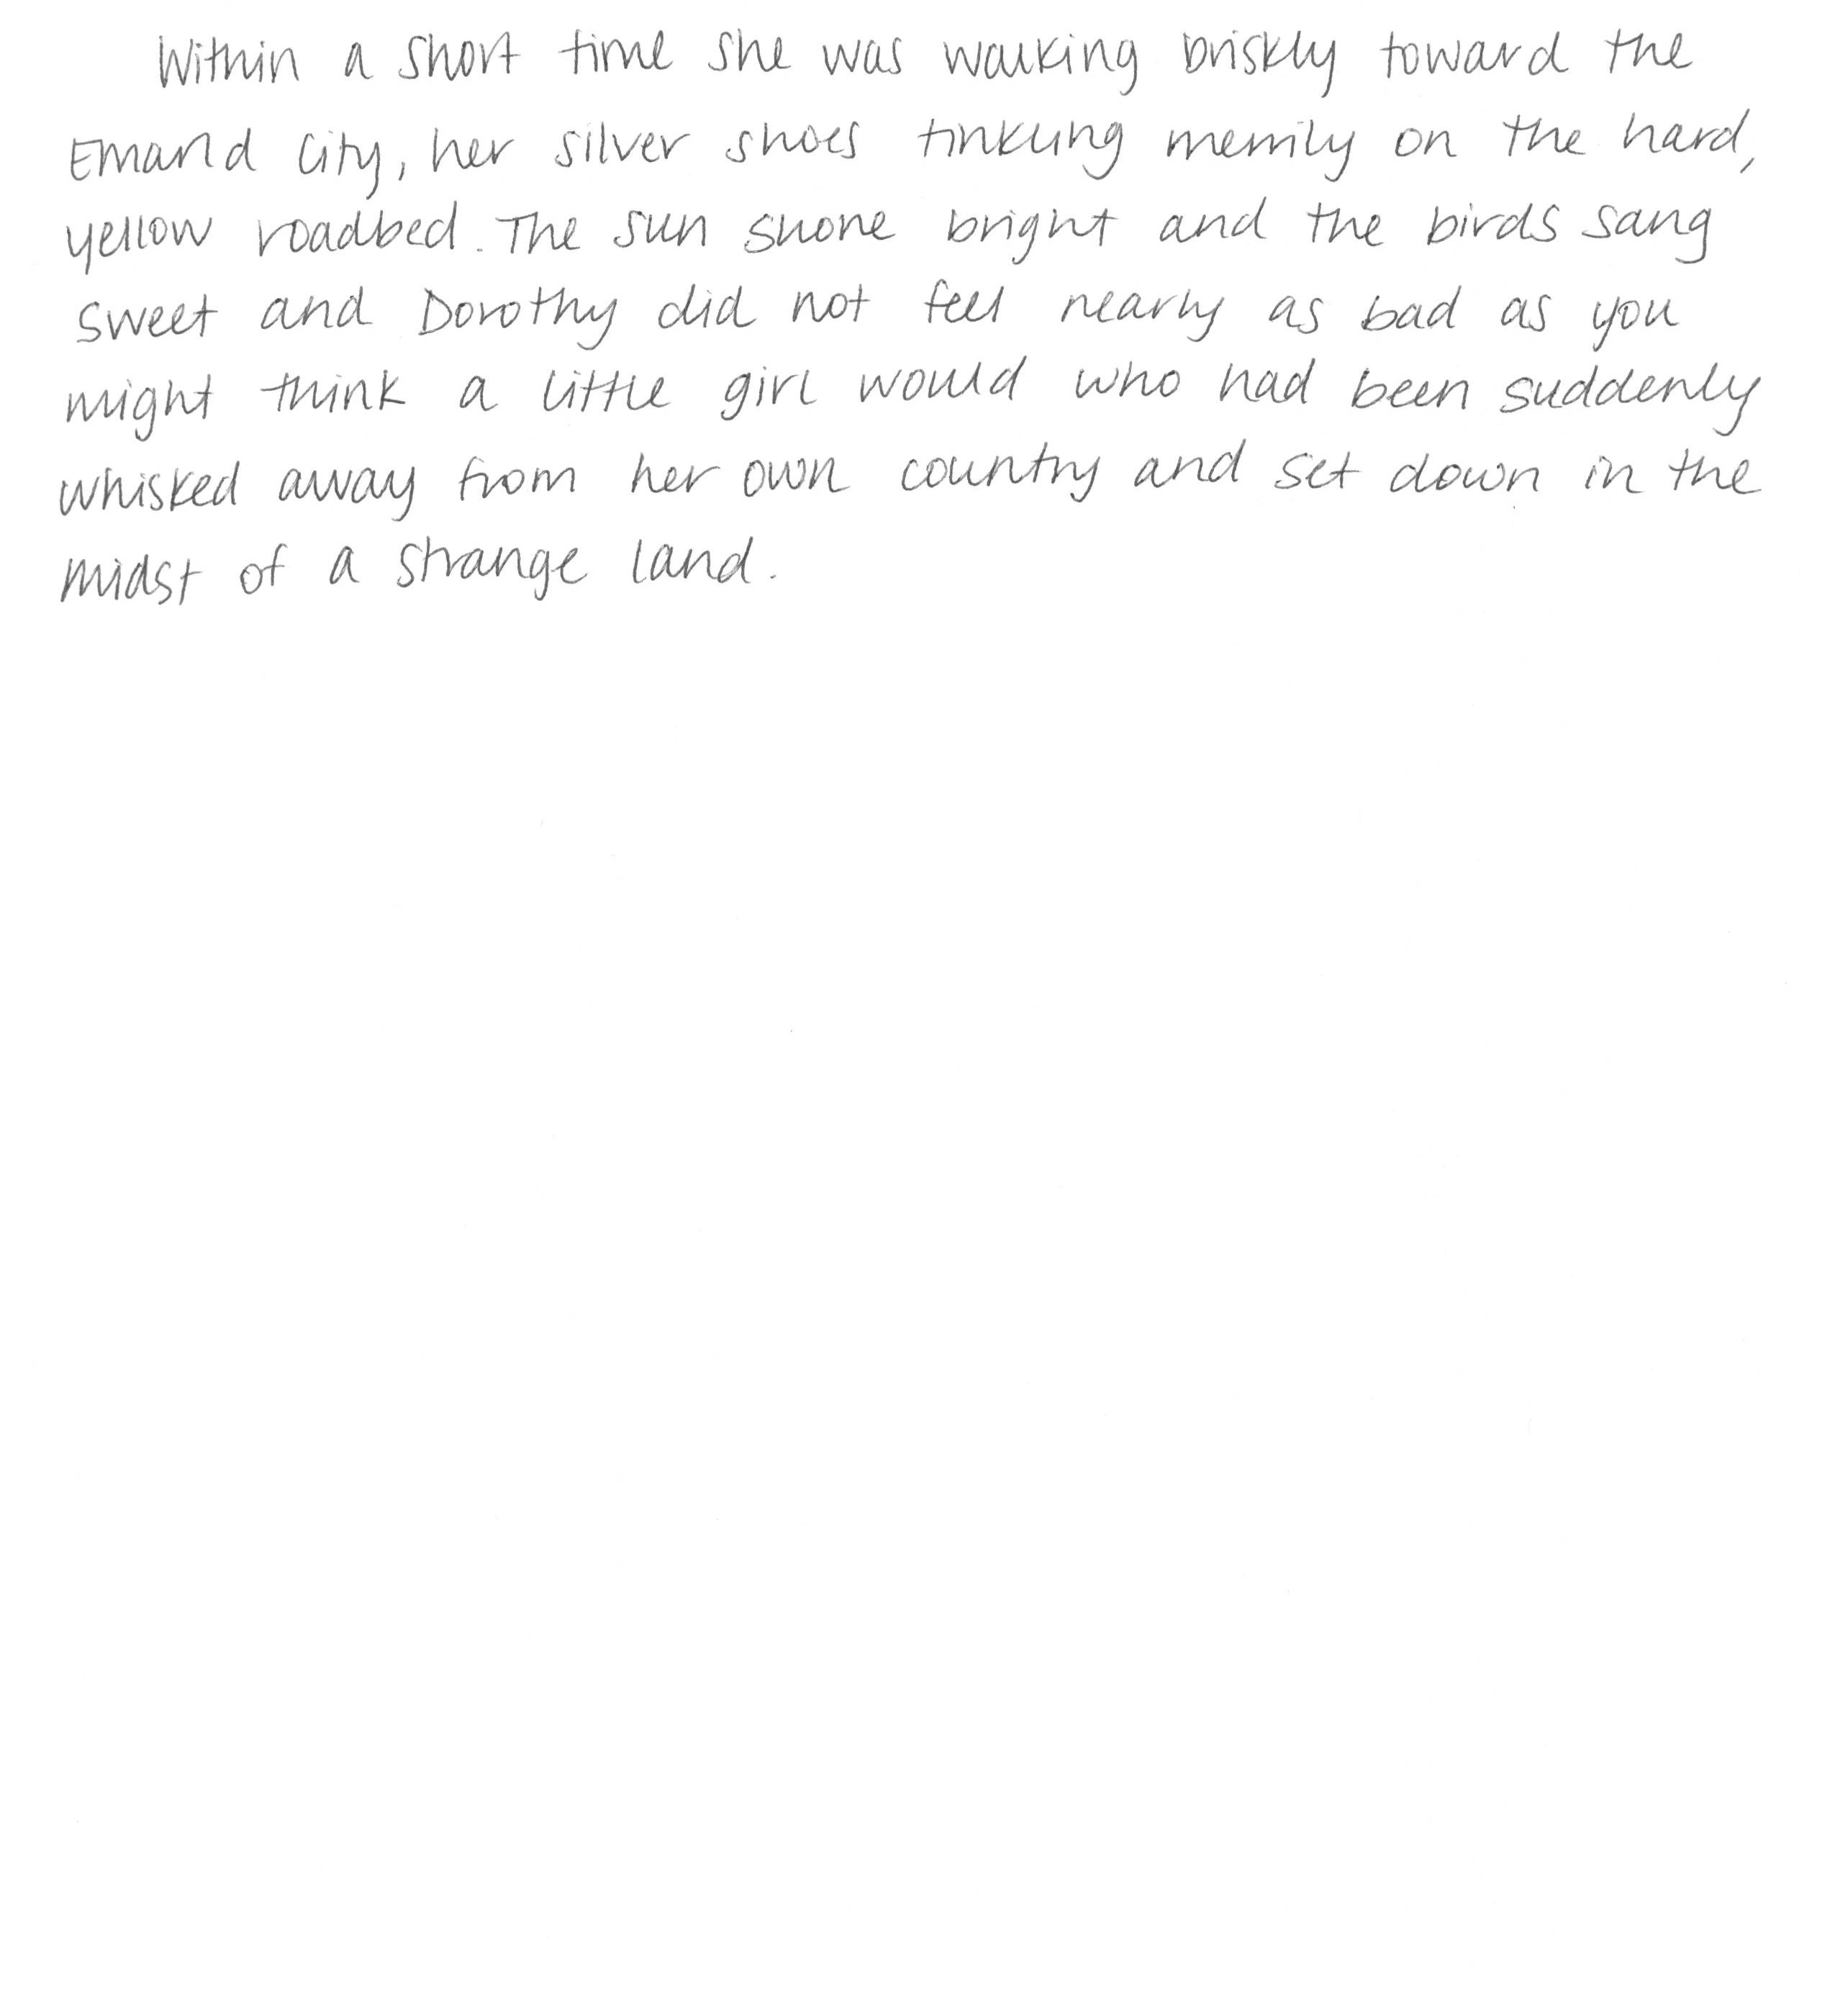 Within a short time she was walking briskly toward the
Emarld City, her silver shoes tinkling merrily on the hard,
yellow roadbed. The sun shone bright and the birds sang
sweet and Dorothy did not feel nearly as bad as you
might think a little girl would who had been suddenly
whisked away from her own country and set down in the
midst of a strange land.